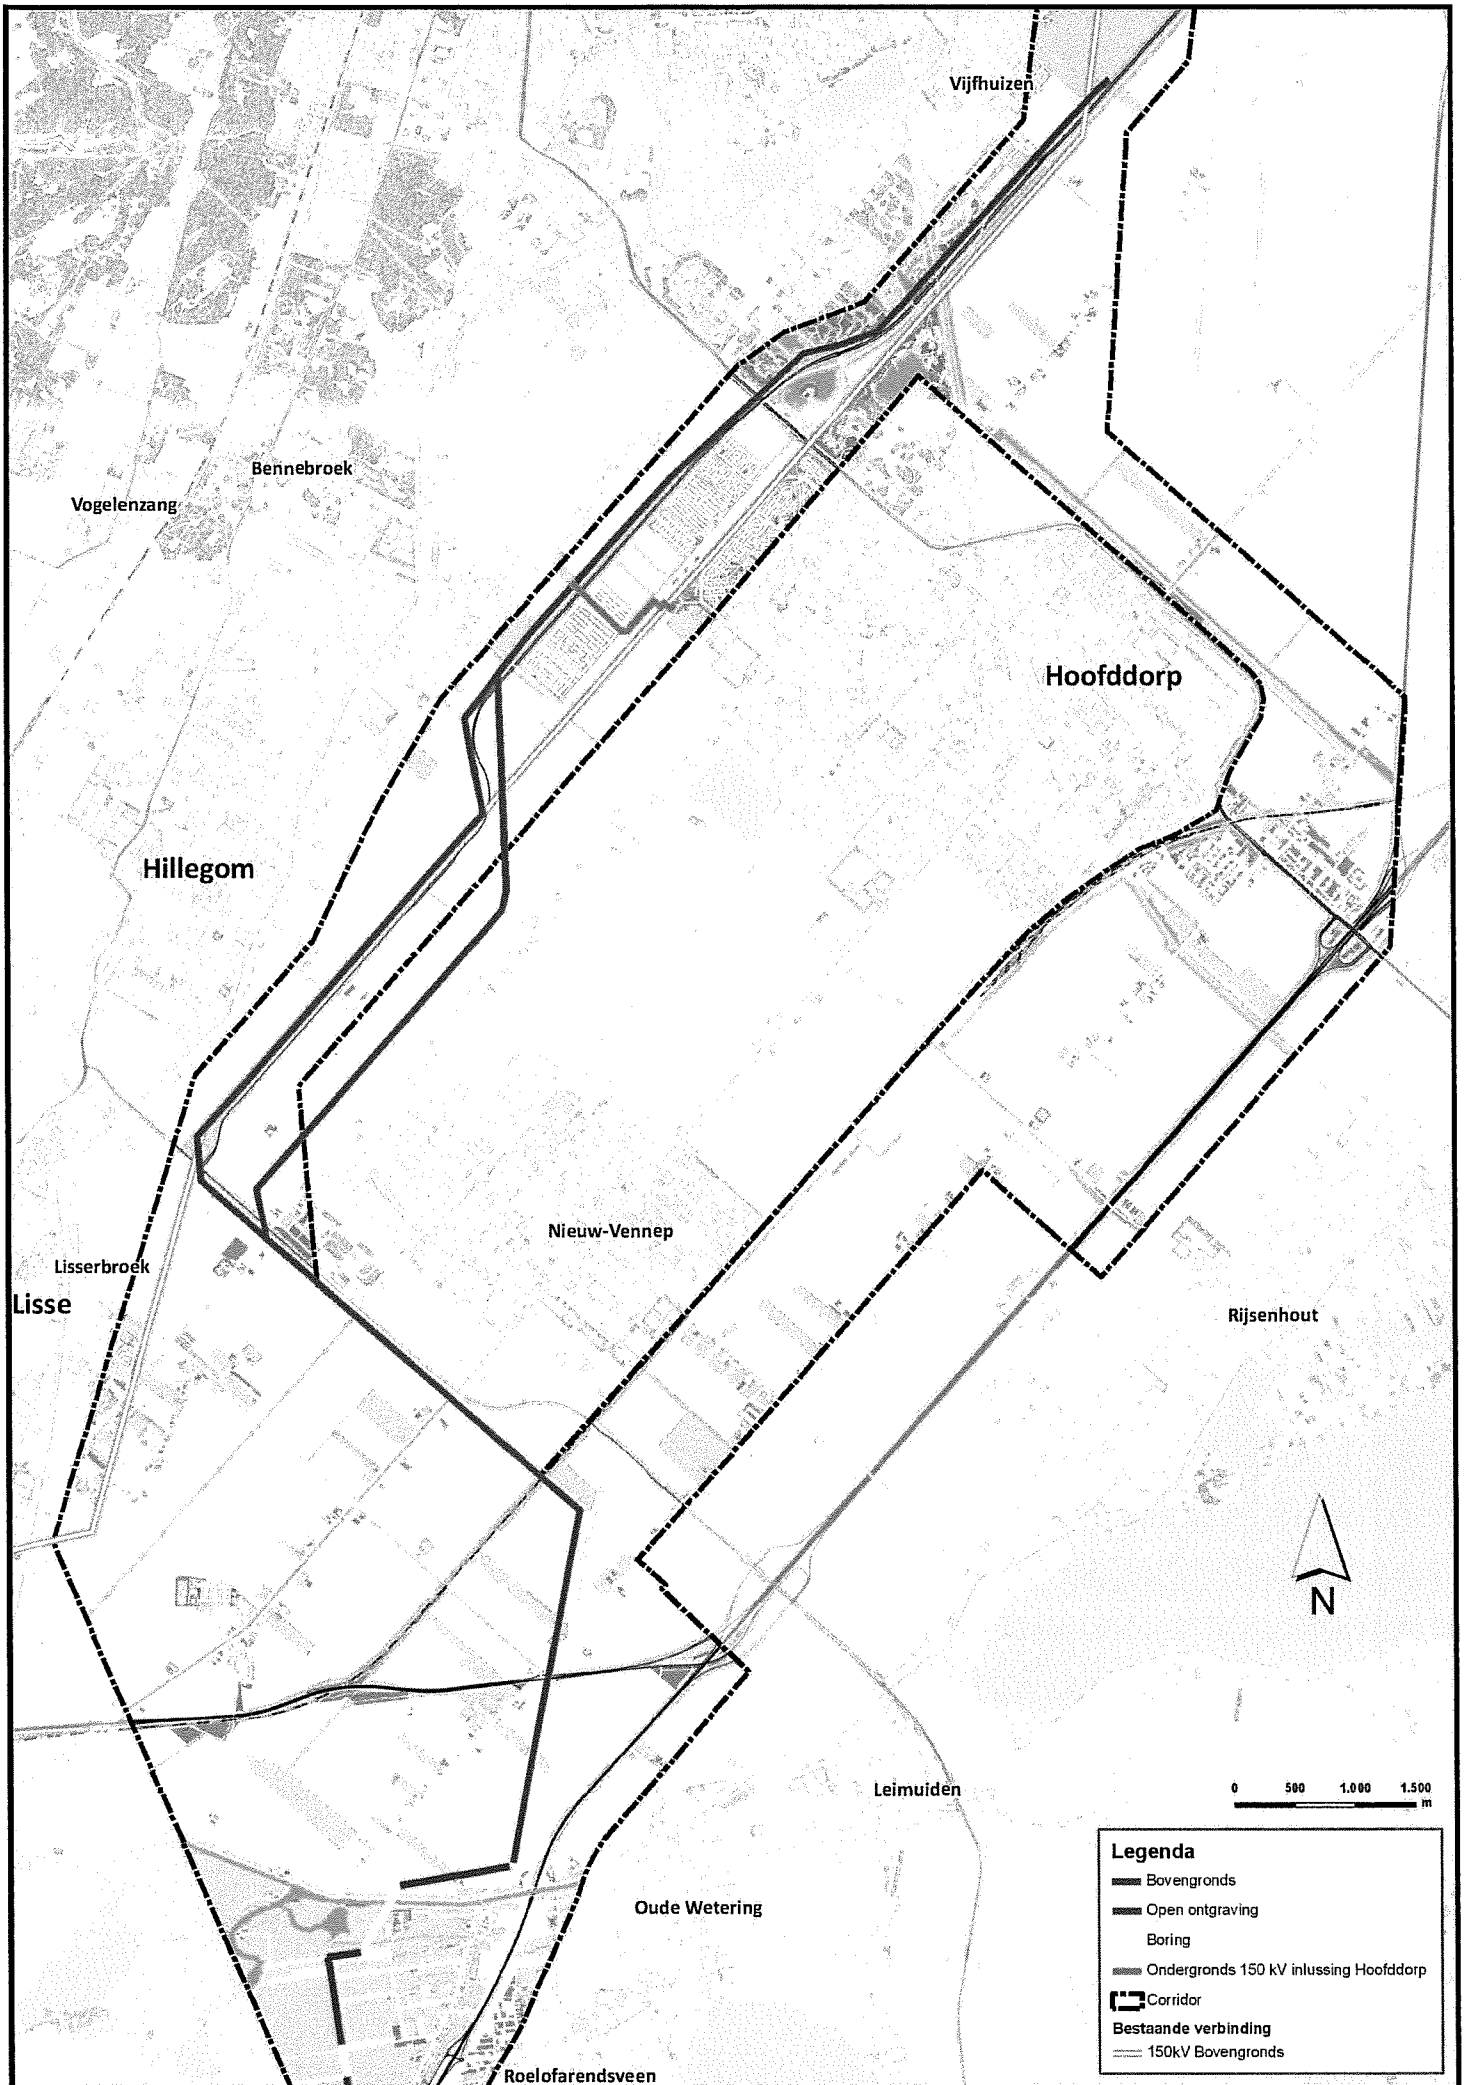 Vijfhuizen
Bennebroek
Vogelenzang
Hoofddorp
Hillegom
Nieuw-Vennep
Lisserbroek
Lisse
Rijsenhout
N
Leimuiden
0 500 1.000 1.500
m
Oude Wetering
Roelofarendsveen
Legenda
Bovengronds
Open ontgraving
Boring
Ondergronds 150 kV inlussing Hoofddorp
Corridor
Bestaande verbinding
150kV Bovengronds